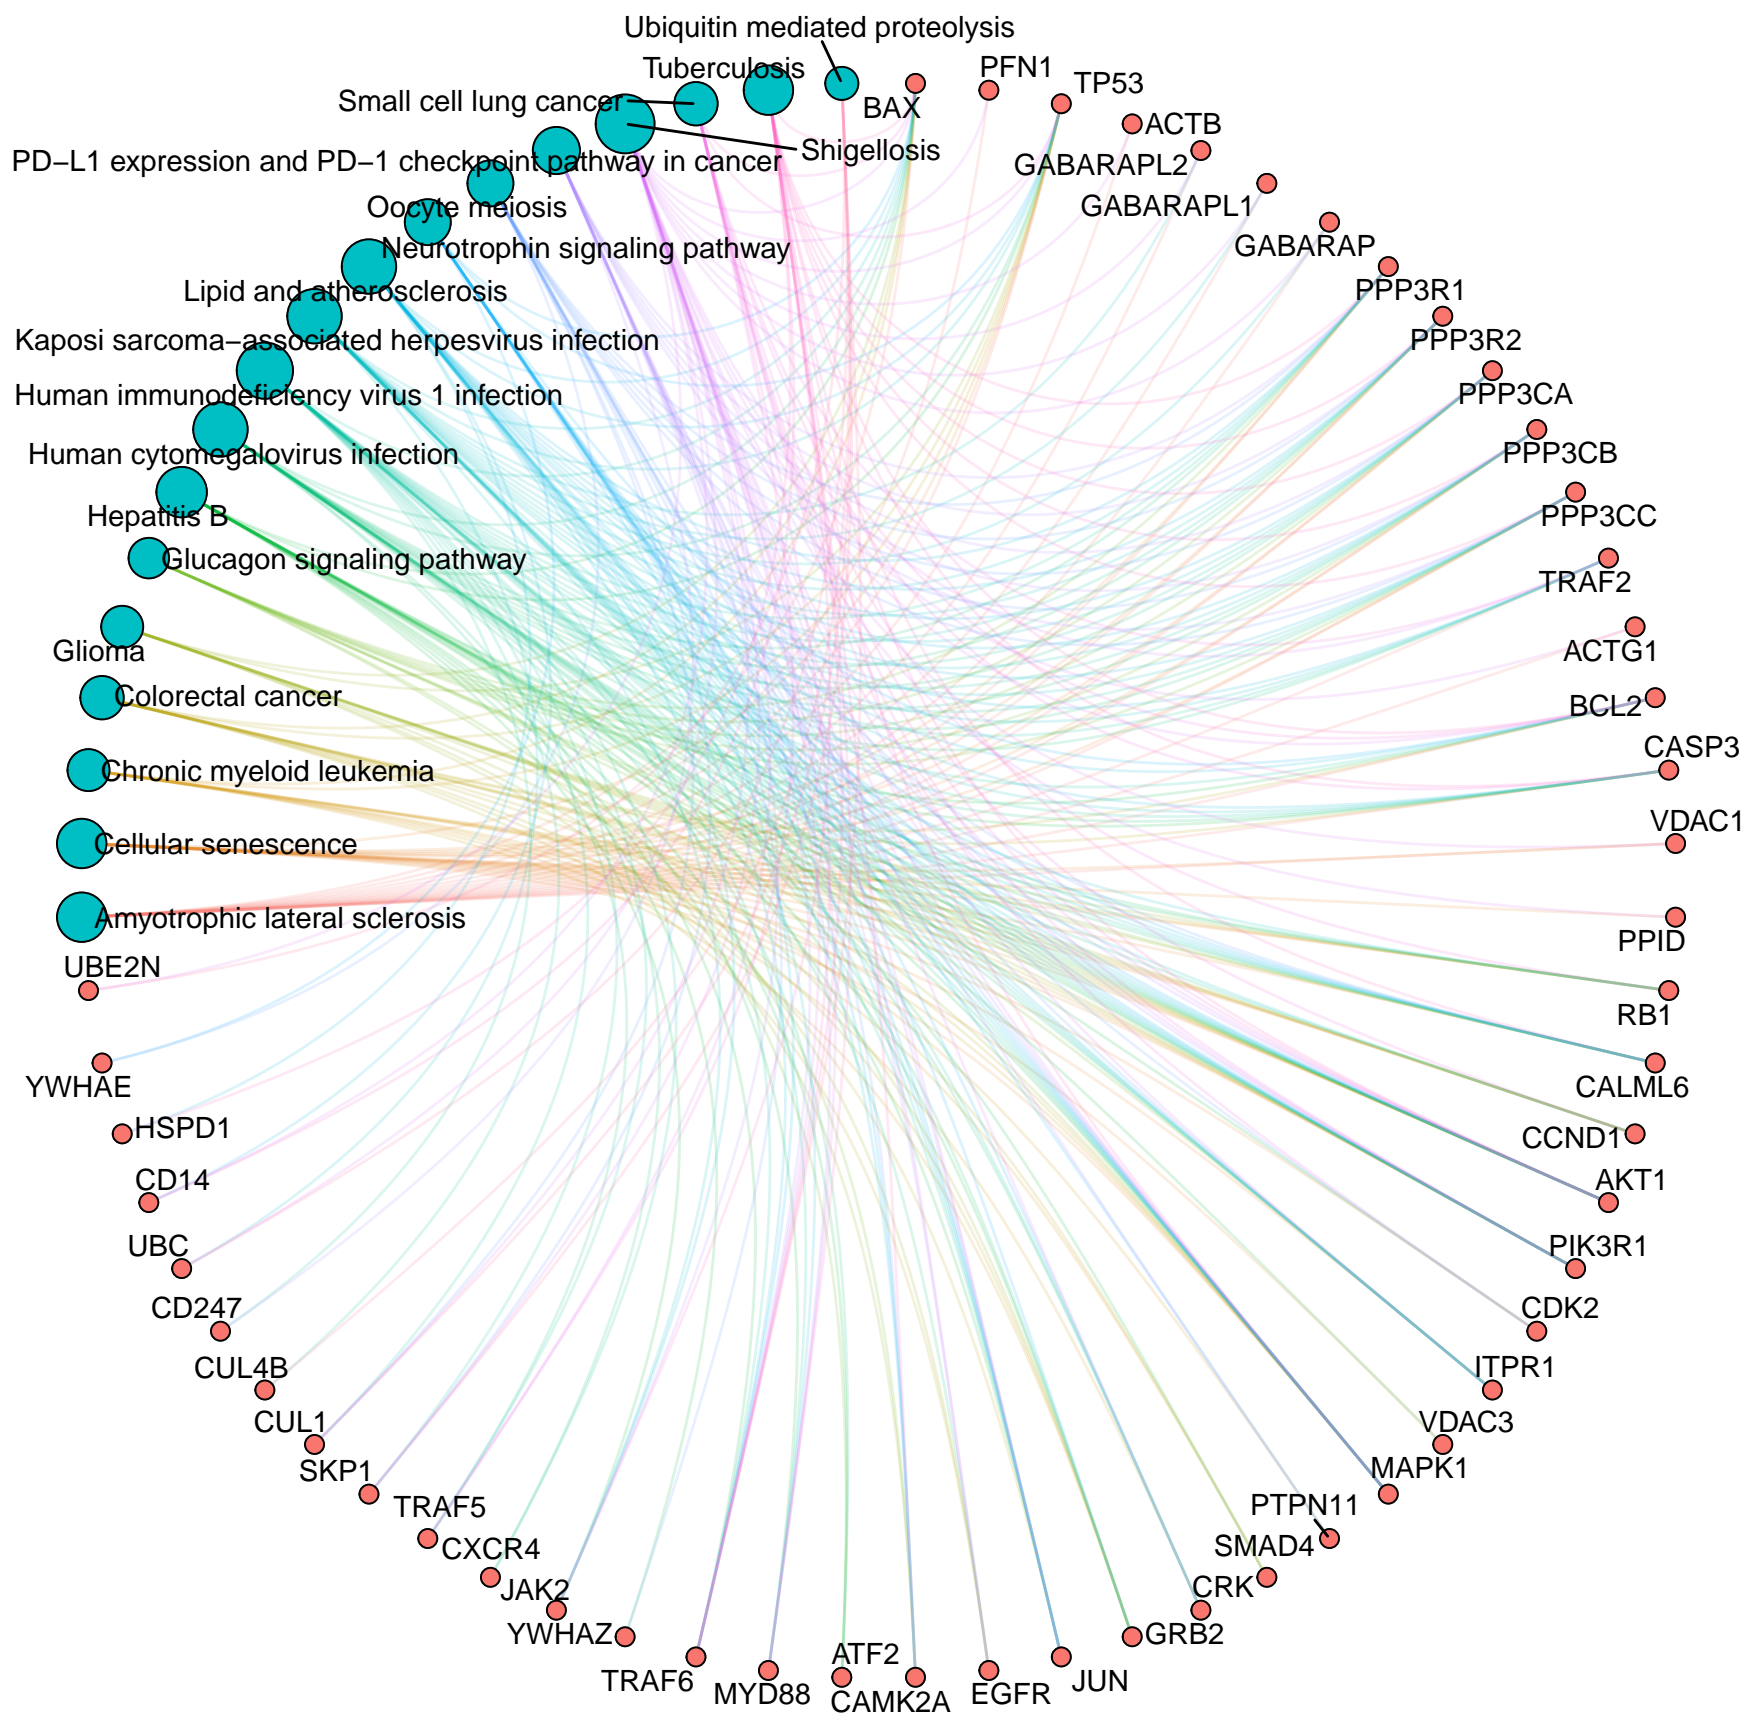 Ubiquitin mediated proteolysis
Tuberculosis
Small cell lung cancer
Shigellosis
PD−L1 expression and PD−1 checkpoint pathway in cancer
Oocyte meiosis
Neurotrophin signaling pathway
Lipid and atherosclerosis
Kaposi sarcoma−associated herpesvirus infection
Human immunodeficiency virus 1 infection
Human cytomegalovirus infection
Hepatitis B
Glucagon signaling pathway
Glioma
Colorectal cancer
Chronic myeloid leukemia
Cellular senescence
Amyotrophic lateral sclerosis
BAX
PFN1
TP53
ACTB
GABARAPL2
GABARAPL1
GABARAP
PPP3R1
PPP3R2
PPP3CA
PPP3CB
PPP3CC
TRAF2
ACTG1
BCL2
CASP3
VDAC1
PPID
RB1
CALML6
CCND1
AKT1
PIK3R1
CDK2
ITPR1
VDAC3
MAPK1
PTPN11
SMAD4
CRK
GRB2
JUN
EGFR
CAMK2A
ATF2
MYD88
TRAF6
YWHAZ
JAK2
CXCR4
TRAF5
SKP1
CUL1
CUL4B
CD247
UBC
CD14
HSPD1
YWHAE
UBE2N